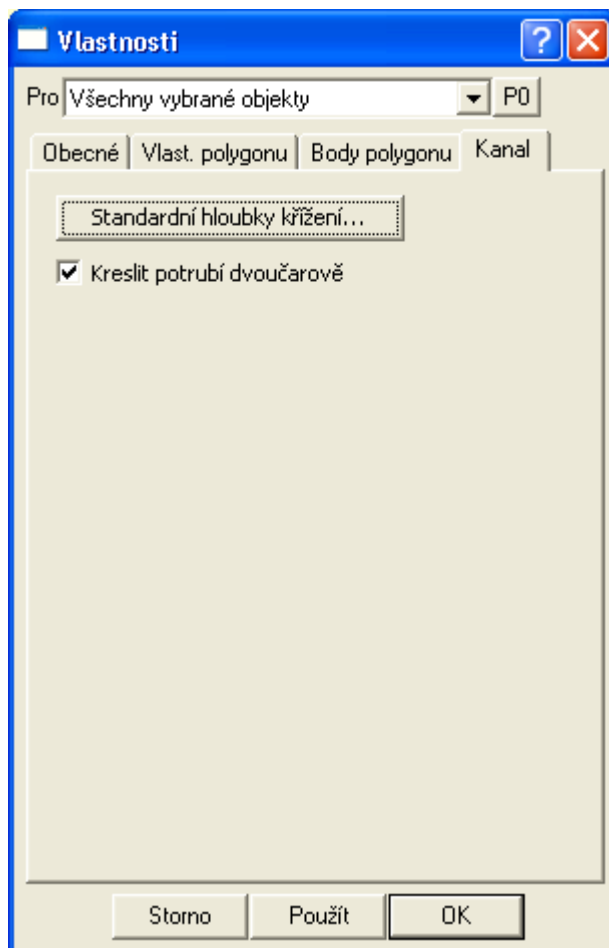 Vlastnosti
Pro Všechny vybrané objekty P0
Obecné Vlast. polygonu Body polygonu Kanal
Standardní hloubky křížení...
Kreslit potrubí dvoučarově
Storno Použít OK